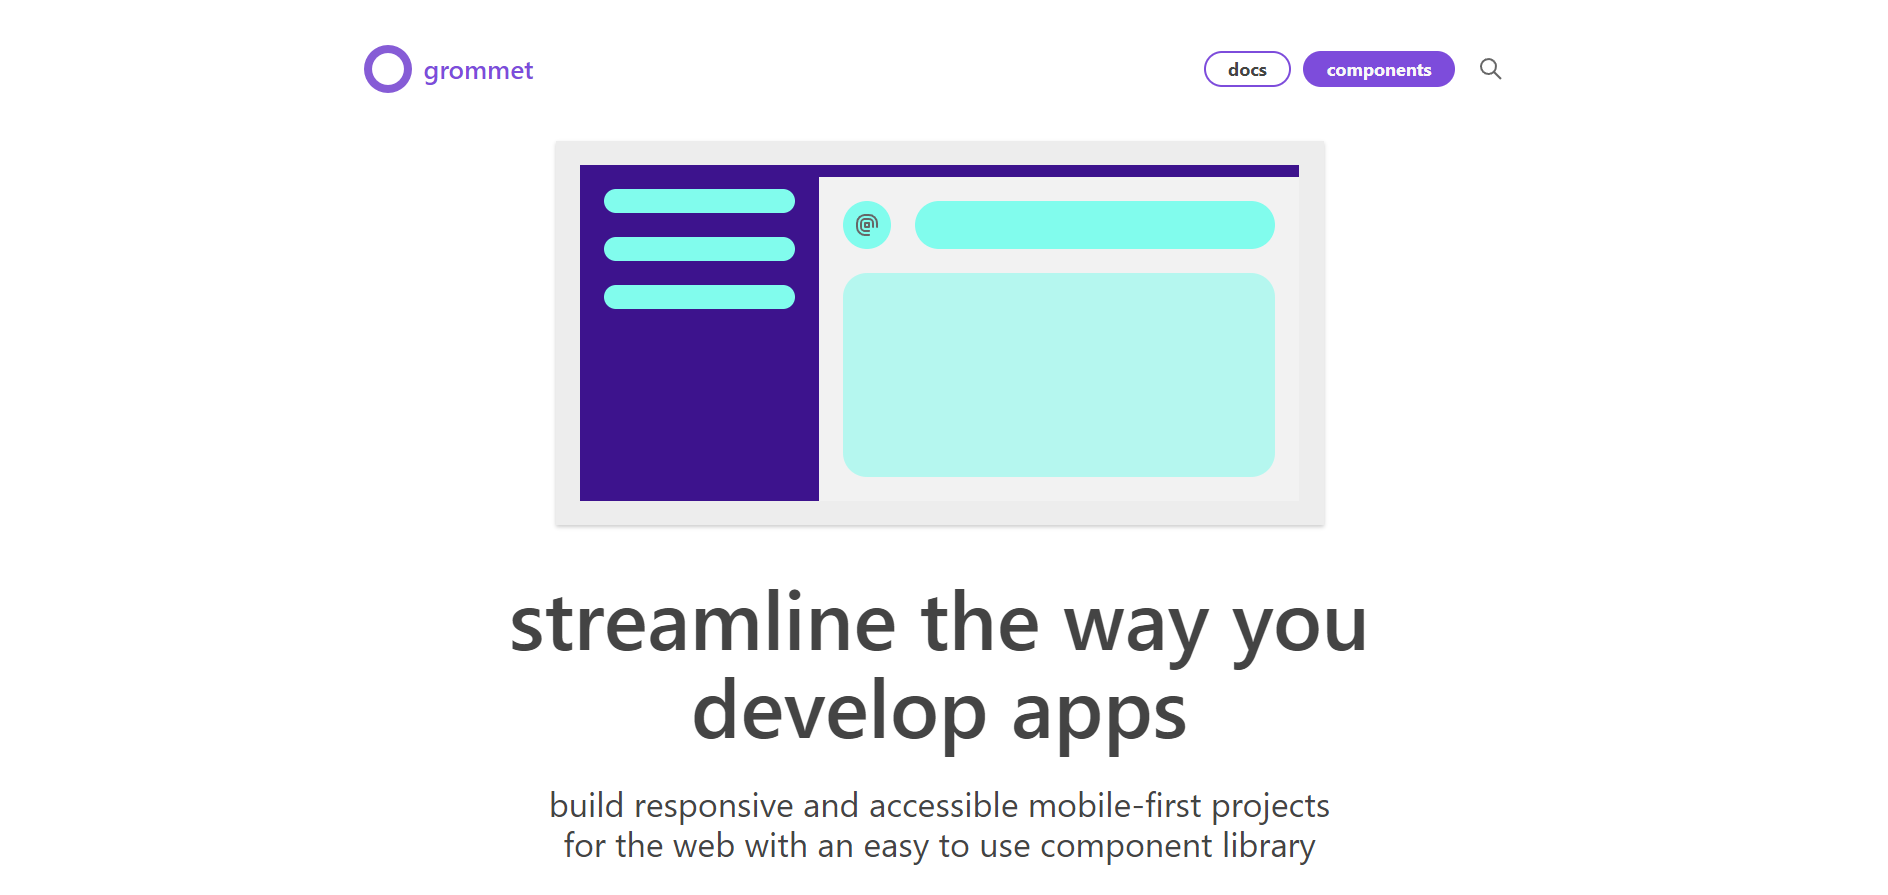 grommet
docs
components
@
streamline the way you
develop apps
build responsive and accessible mobile-first projects
for the web with an easy to use component library